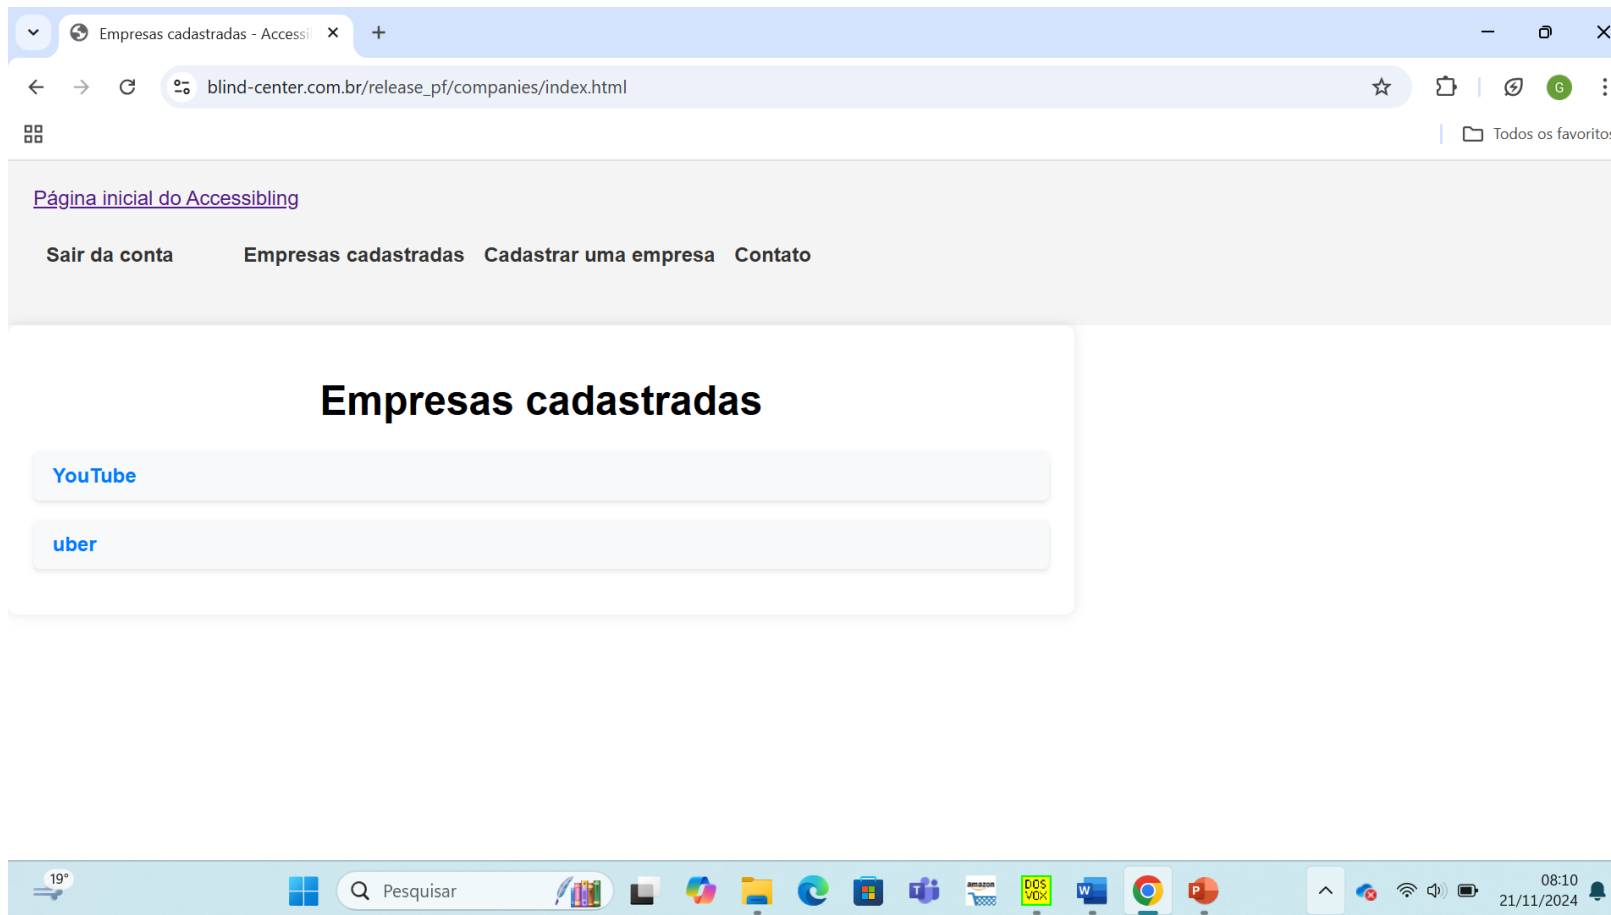 Empresas cadastradas - Accessi
blind-center.com.br/release_pf/companies/index.html
G
Todos os favoritos
Página inicial do Accessibling
Sair da conta Empresas cadastradas Cadastrar uma empresa Contato
Empresas cadastradas
YouTube
uber
19°
Pesquisar
T
amazon
DOS
VOX
W
P
08:10
21/11/2024